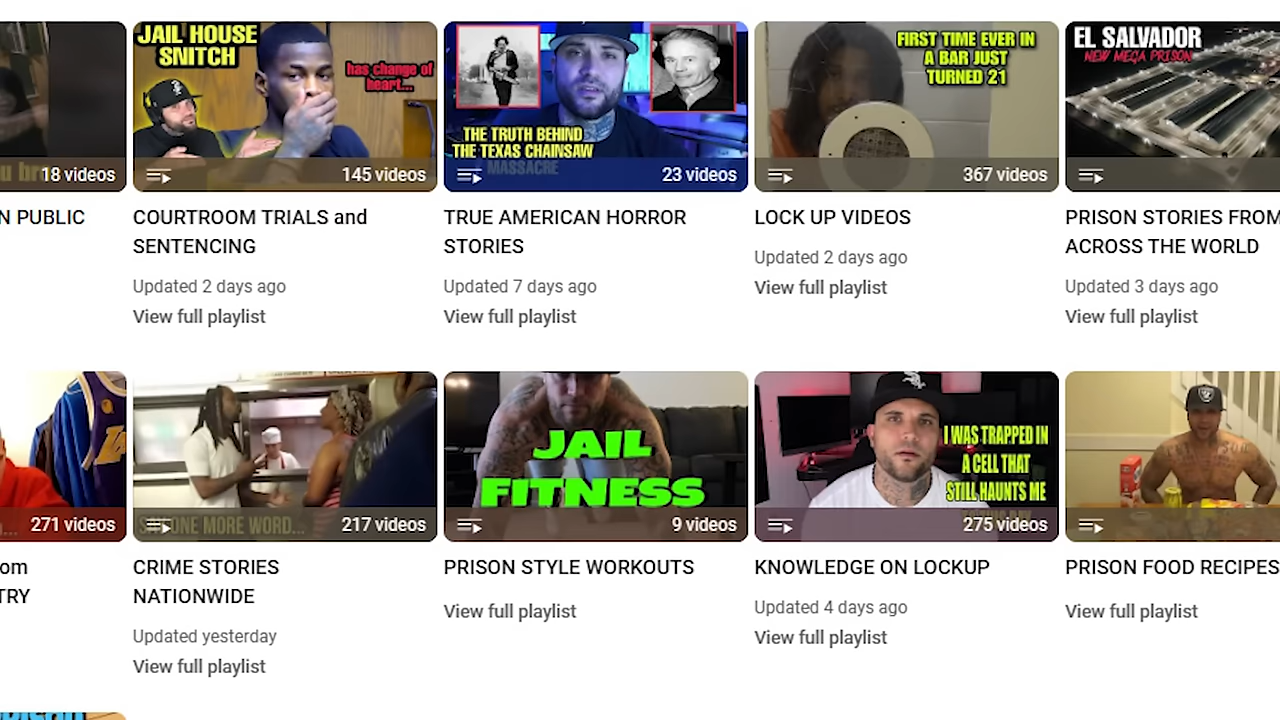 JAIL HOUSE
SNITCH
has change of
heart...
THE TRUTH BEHIND
THE TEXAS CHAINSAW
MASSACRE
FIRST TIME EVER IN
A BAR JUST
TURNED 21
EL SALVADOR
NEW MEGA PRISON
18 videos
145 videos
23 videos
367 videos
N PUBLIC
COURTROOM TRIALS and
SENTENCING
Updated 2 days ago
View full playlist
TRUE AMERICAN HORROR
STORIES
Updated 7 days ago
View full playlist
LOCK UP VIDEOS
Updated 2 days ago
View full playlist
PRISON STORIES FROM
ACROSS THE WORLD
Updated 3 days ago
View full playlist
271 videos
ONE MORE WORD...
217 videos
JAIL
FITNESS
9 videos
I WAS TRAPPED IN
A CELL THAT
STILL HAUNTS ME
275 videos
om
TRY
CRIME STORIES
NATIONWIDE
Updated yesterday
View full playlist
PRISON STYLE WORKOUTS
View full playlist
KNOWLEDGE ON LOCKUP
Updated 4 days ago
View full playlist
PRISON FOOD RECIPES
View full playlist